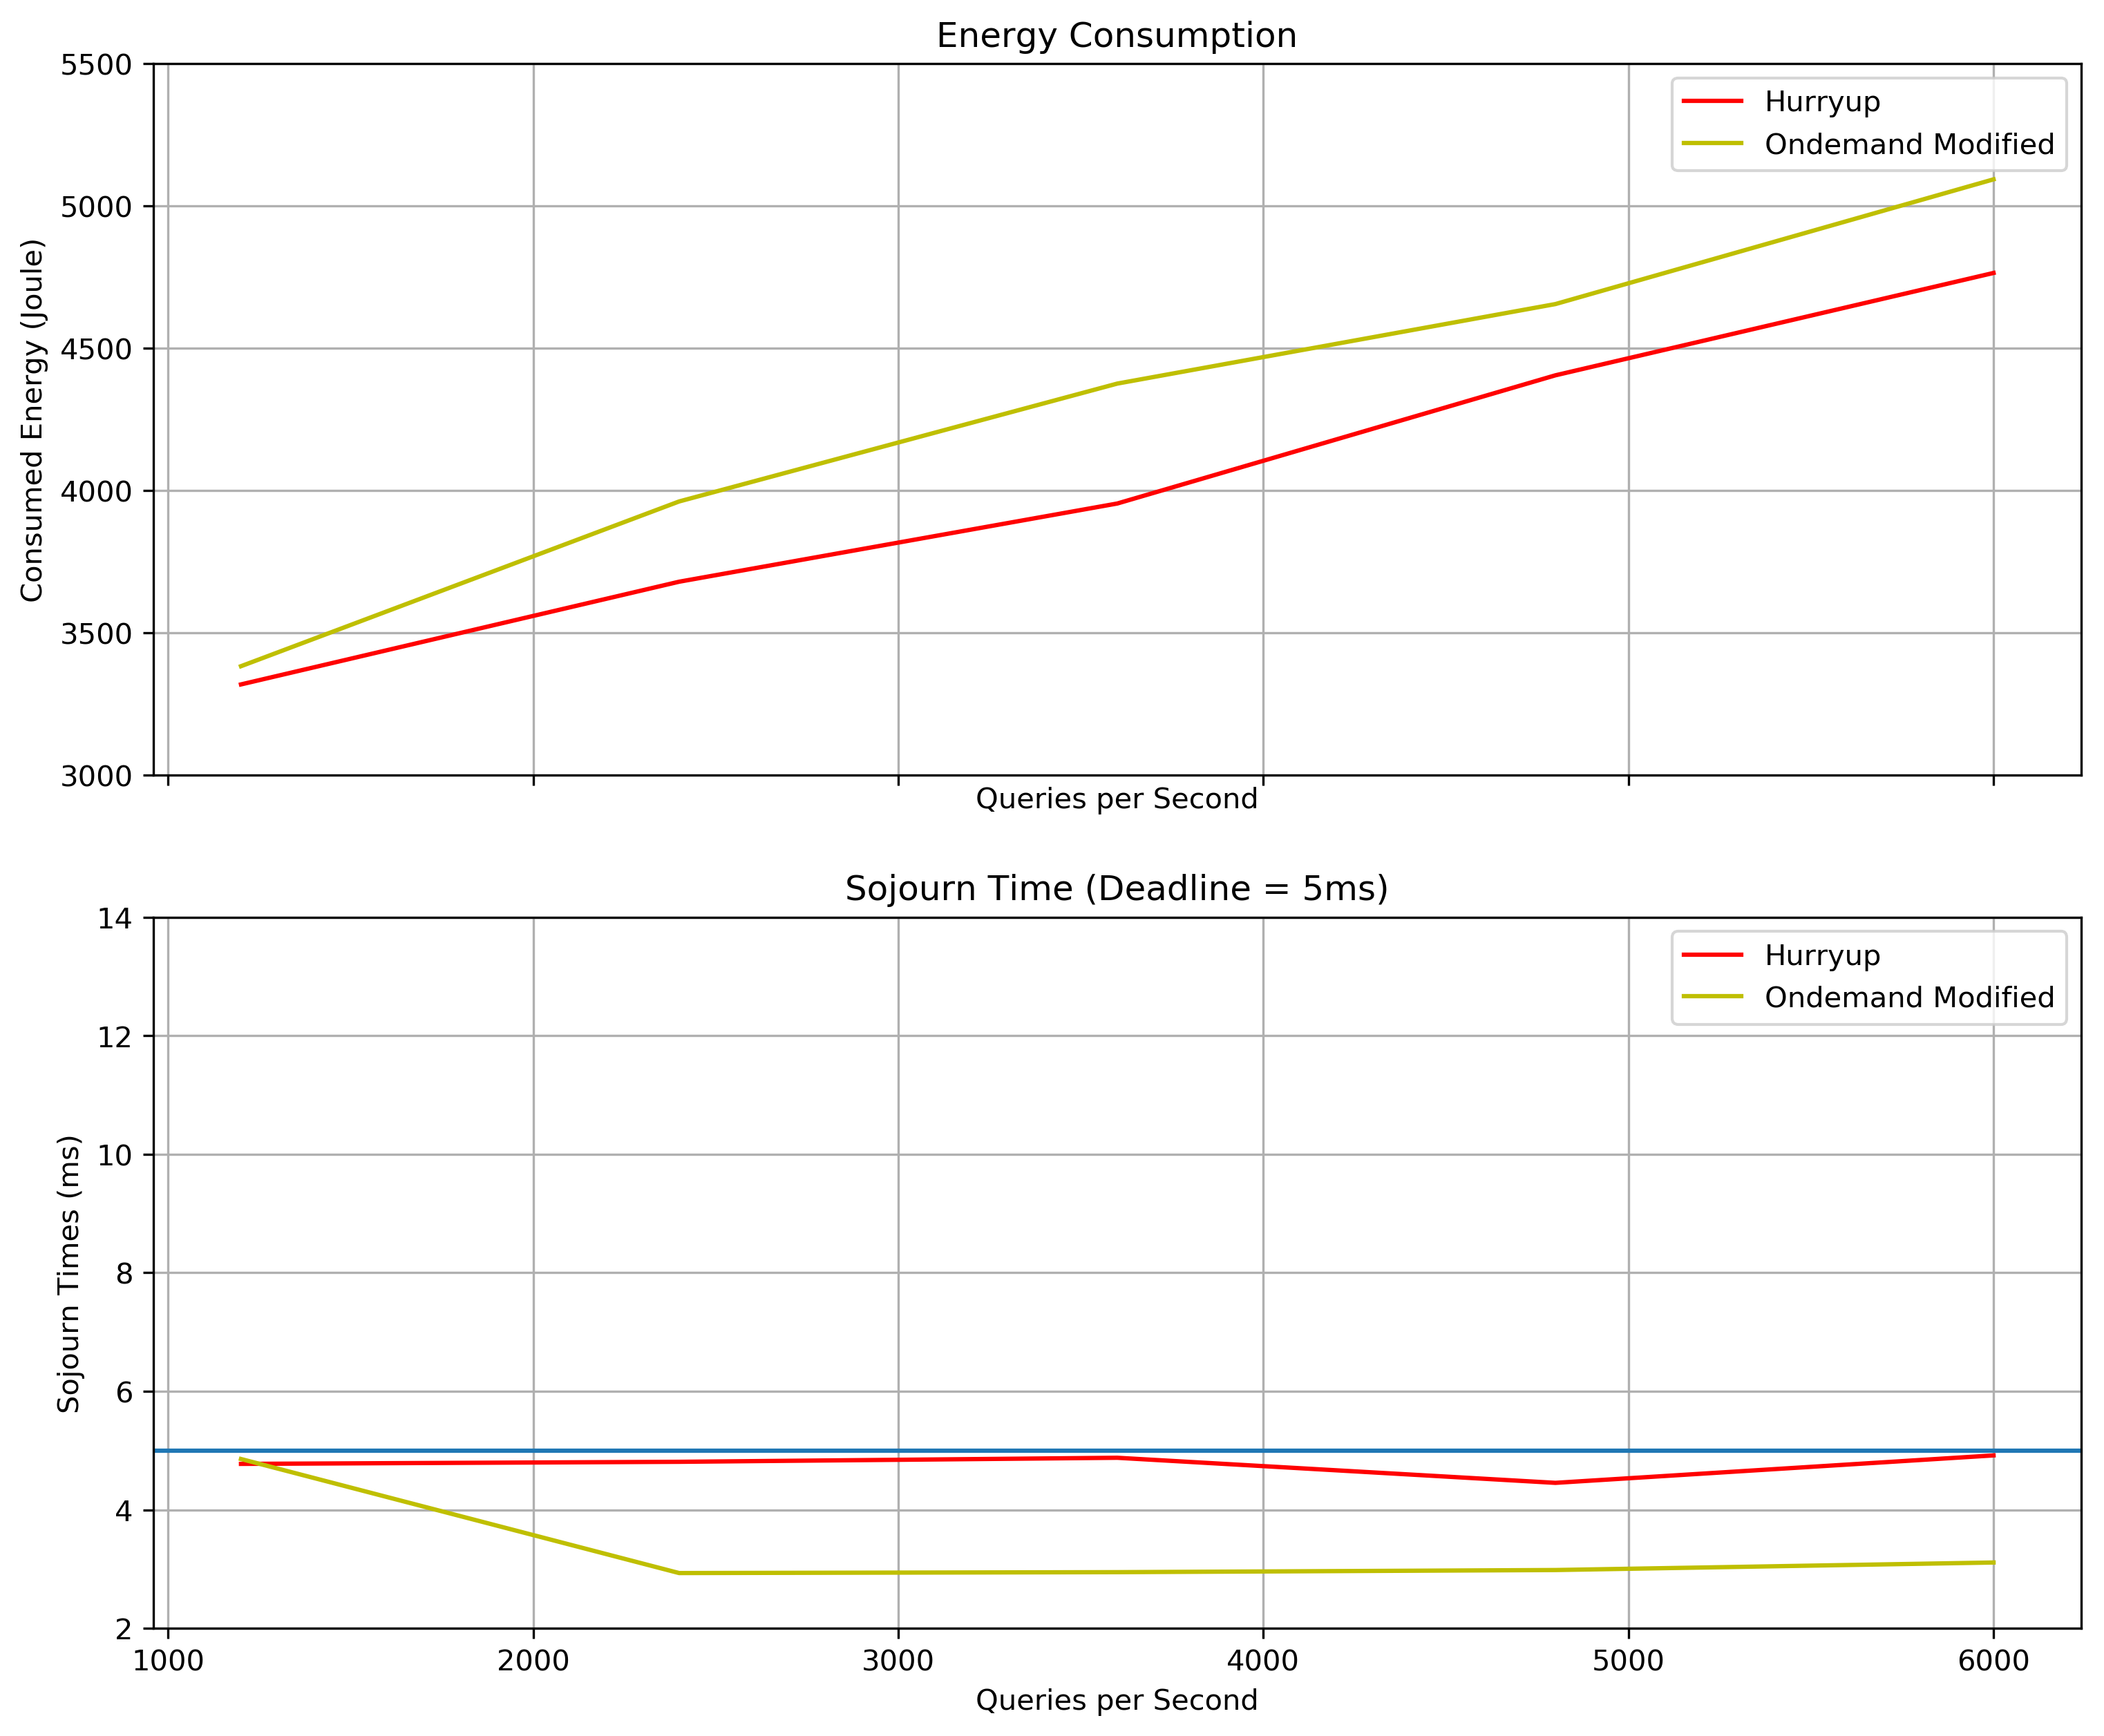 Energy Consumption
5500
5000
4500
4000
3500
3000
Consumed Energy (Joule)
Hurryup
Ondemand Modified
Queries per Second
Sojourn Time (Deadline = 5ms)
14
12
10
8
6
4
2
Sojourn Times (ms)
Hurryup
Ondemand Modified
1000 2000 3000 4000 5000 6000
Queries per Second